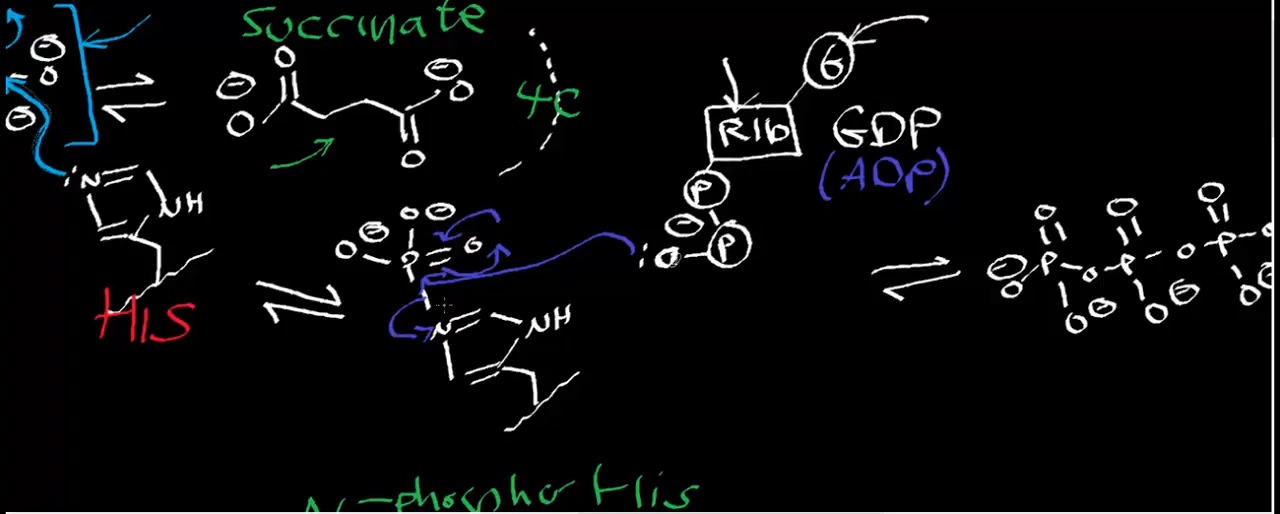 succinate
4C
G
Rib
GDP
(ADP)
P
P
:O
⊖
O
⊖
O
O
⊖
O
⊖
O
O
:N
NH
HIS
O⊖
O⊖
P
O
N
NH
O
O
O
⊖
O
P
O
P
O
P
O⊖
O⊖
O
N-phospho His